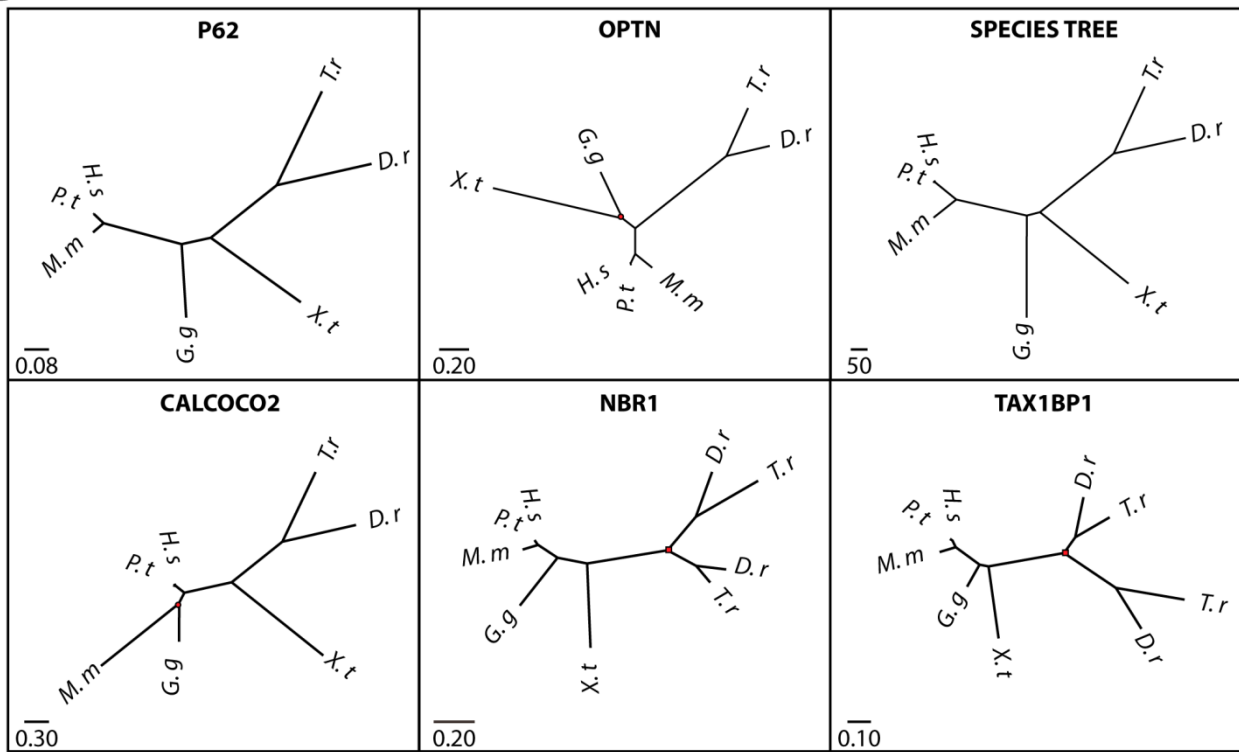 P62
T.r
D.r
H.s
P.t
M.m
G.g
X.t
0.08
OPTN
T.r
D.r
G.g
X.t
H.s
P.t
M.m
0.20
SPECIES TREE
T.r
D.r
H.s
P.t
M.m
X.t
G.g
50
CALCOCO2
T.r
D.r
H.s
P.t
M.m
G.g
X.t
0.30
NBR1
D.r
T.r
H.s
P.t
M.m
D.r
T.r
G.g
X.t
0.20
TAX1BP1
D.r
T.r
H.s
P.t
M.m
G.g
T.r
D.r
X.t
0.10